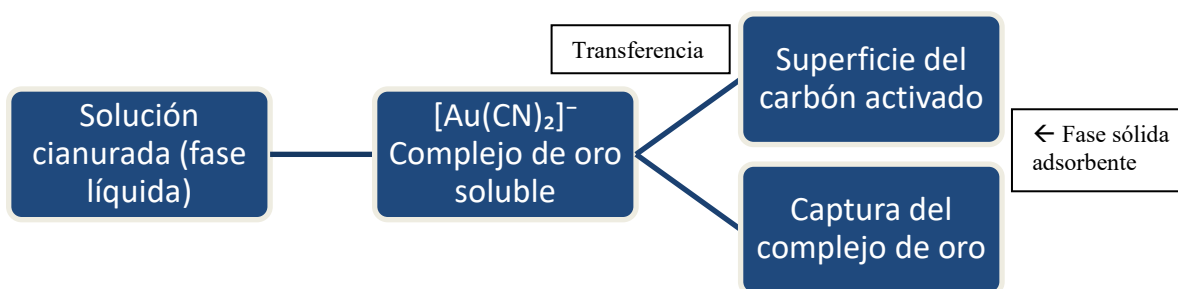 Solución
cianurada (fase
líquida)
[Au(CN)₂]⁻
Complejo de oro
soluble
Transferencia
Superficie del
carbón activado
← Fase sólida
adsorbente
Captura del
complejo de oro